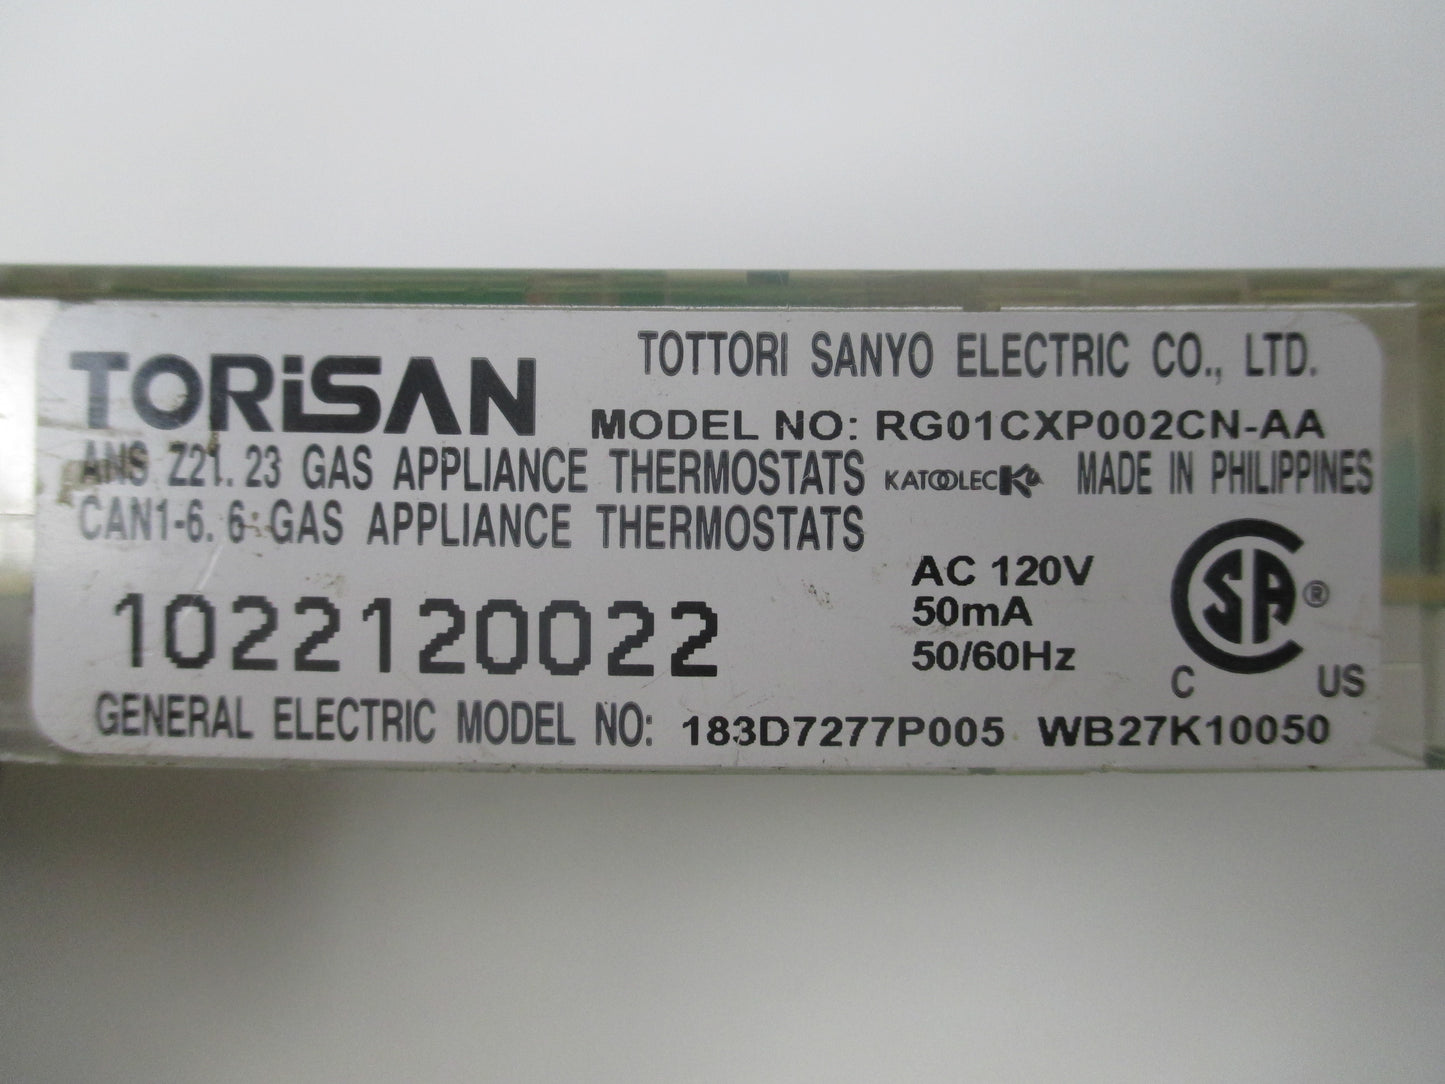 TORiSAN
TOTTORI SANYO ELECTRIC CO., LTD.
MODEL NO: RG01CXP002CN-AA
ANS Z21. 23 GAS APPLIANCE THERMOSTATS
KATOOLEC Ka MADE IN PHILIPPINES
CAN1-6. 6 GAS APPLIANCE THERMOSTATS
AC 120V
50mA
50/60Hz
1022120022
CSA ®
C US
GENERAL ELECTRIC MODEL NO: 183D7277P005 WB27K10050